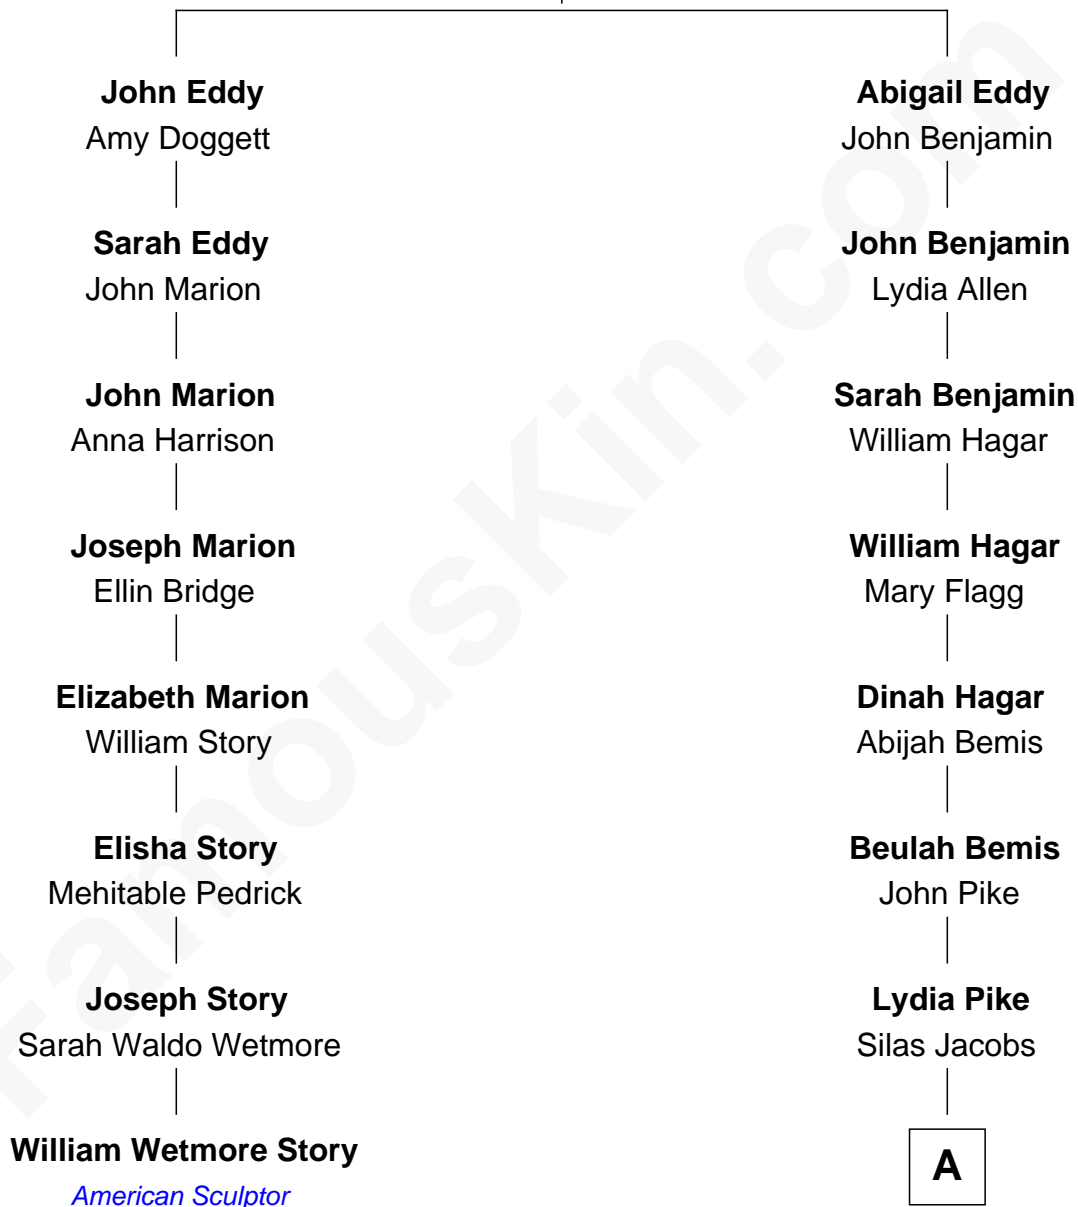 John Eddy
Amy Doggett
Sarah Eddy
John Marion
John Marion
Anna Harrison
Joseph Marion
Ellin Bridge
Elizabeth Marion
William Story
Elisha Story
Mehitable Pedrick
Joseph Story
Sarah Waldo Wetmore
William Wetmore Story
American Sculptor
Abigail Eddy
John Benjamin
John Benjamin
Lydia Allen
Sarah Benjamin
William Hagar
William Hagar
Mary Flagg
Dinah Hagar
Abijah Bemis
Beulah Bemis
John Pike
Lydia Pike
Silas Jacobs
A
FamousKin.com